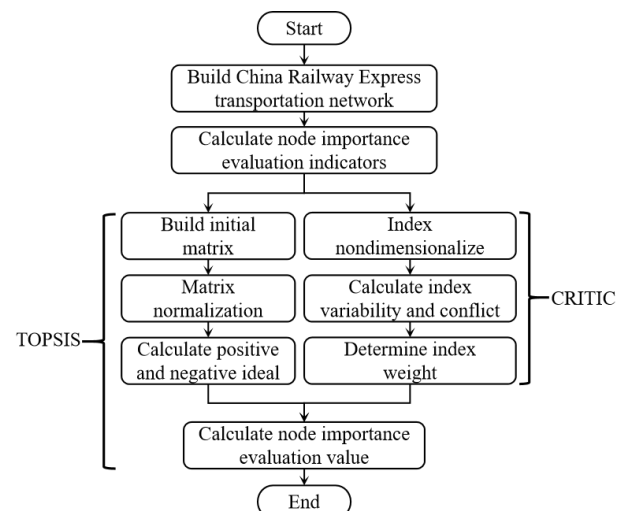 Start
Build China Railway Express
transportation network
Calculate node importance
evaluation indicators
Build initial
matrix
Index
nondimensionalize
Matrix
normalization
Calculate index
variability and conflict
TOPSIS
CRITIC
Calculate positive
and negative ideal
Determine index
weight
Calculate node importance
evaluation value
End